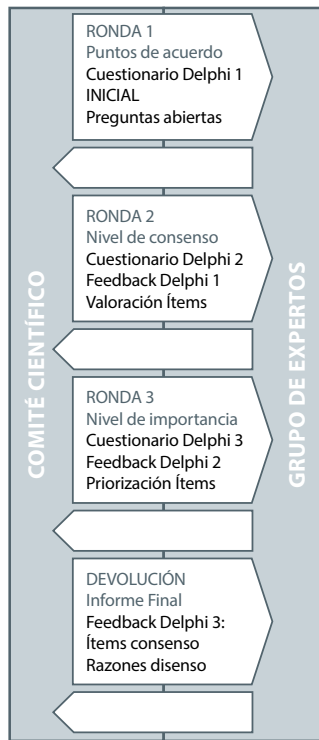 RONDA 1
Puntos de acuerdo
Cuestionario Delphi 1
INICIAL
Preguntas abiertas
RONDA 2
Nivel de consenso
Cuestionario Delphi 2
Feedback Delphi 1
Valoración Ítems
RONDA 3
Nivel de importancia
Cuestionario Delphi 3
Feedback Delphi 2
Priorización Ítems
DEVOLUCIÓN
Informe Final
Feedback Delphi 3:
Ítems consenso
Razones disenso
COMITÉ CIENTÍFICO
GRUPO DE EXPERTOS